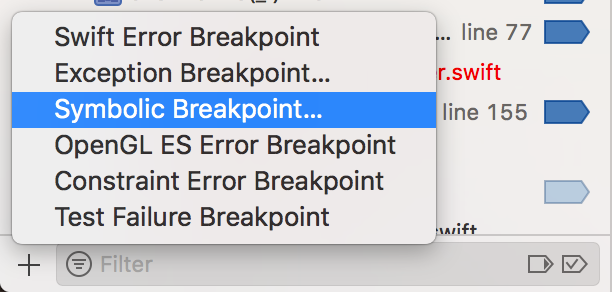 Swift Error Breakpoint
... line 77
Exception Breakpoint...
r.swift
Symbolic Breakpoint...
line 155
OpenGL ES Error Breakpoint
Constraint Error Breakpoint
Test Failure Breakpoint
swift
Filter